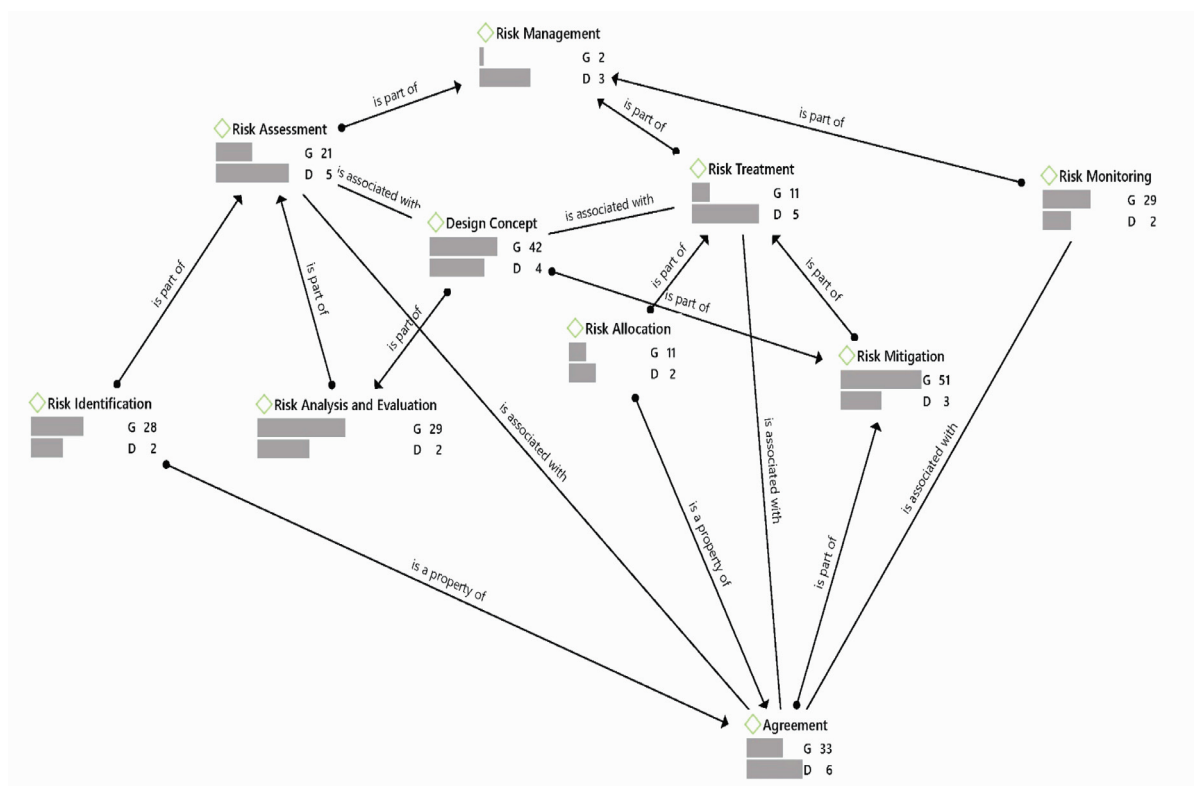 Risk Management
G 2
D 3
is part of
is part of
is part of
Risk Assessment
G 21
D 5
is associated with
Risk Treatment
G 11
D 5
Risk Monitoring
G 29
D 2
Design Concept
G 42
D 4
is associated with
is part of
is part of
is part of
is part of
is part of
is part of
Risk Allocation
G 11
D 2
Risk Mitigation
G 51
D 3
Risk Identification
G 28
D 2
Risk Analysis and Evaluation
G 29
D 2
is associated with
is associated with
is associated with
is a property of
is part of
is a property of
Agreement
G 33
D 6